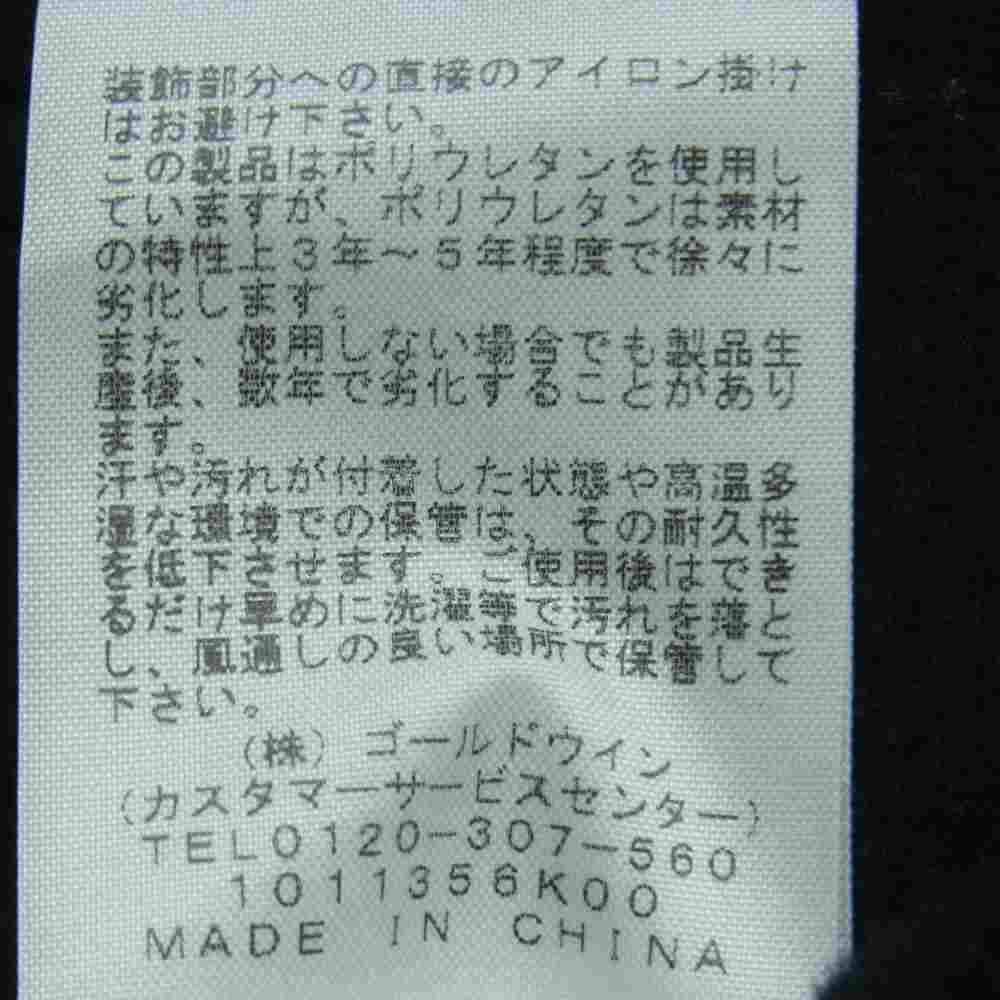 装飾部分への直接のアイロン掛け
はお避け下さい。
この製品はポリウレタンを使用し
ていますが、ポリウレタンは素材
の特性上3年～5年程度で徐々に
劣化します。
また、使用しない場合でも製品生
産後、数年で劣化することがあり
ます。
汗や汚れが付着した状態や高温多
湿な環境での保管は、その耐久性
を低下させます。ご使用後はでき
るだけ早めに洗濯等で汚れを落と
し、風通しの良い場所で保管して
下さい。
(株) ゴールドウイン
(カスタマーサービスセンター)
TEL0120-307-560
1011356K00
MADE IN CHINA